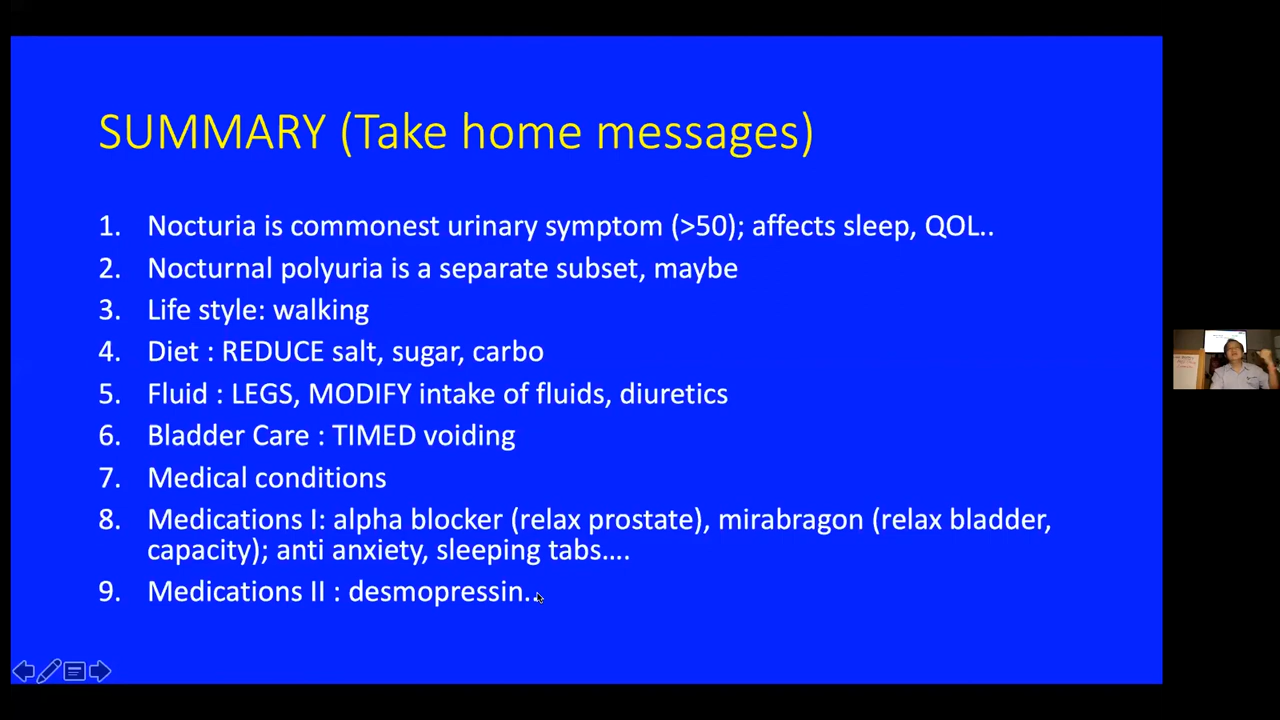 SUMMARY (Take home messages)
1. Nocturia is commonest urinary symptom (>50); affects sleep, QOL..
2. Nocturnal polyuria is a separate subset, maybe
3. Life style: walking
4. Diet : REDUCE salt, sugar, carbo
5. Fluid : LEGS, MODIFY intake of fluids, diuretics
6. Bladder Care : TIMED voiding
7. Medical conditions
8. Medications I: alpha blocker (relax prostate), mirabragon (relax bladder,
capacity); anti anxiety, sleeping tabs....
9. Medications II : desmopressin..